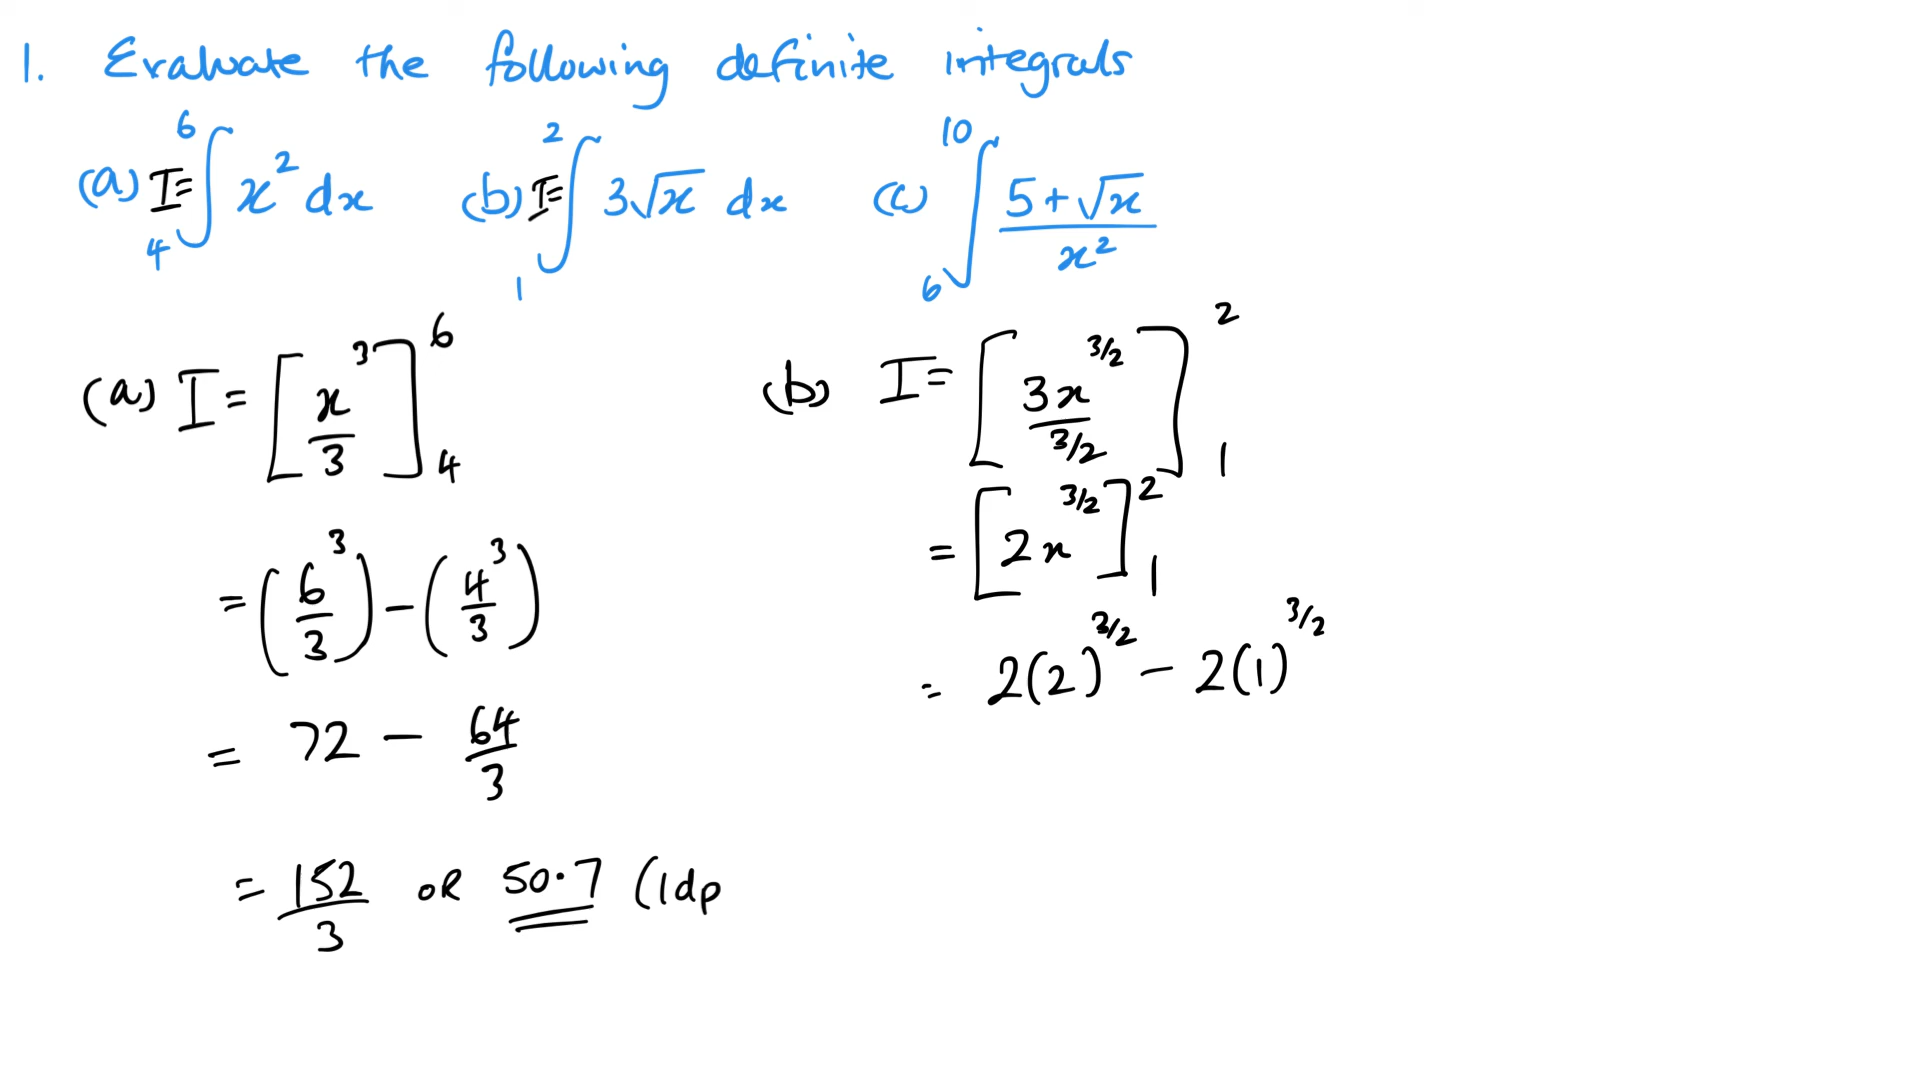 1. Evaluate the following definite integrals
(a) I = ∫₄⁶ x² dx (b) I = ∫₁² 3√x dx (c) ∫₆¹⁰ (5+√x)/x²
(a) I = [x³/3]₄⁶
= (6³/3) − (4³/3)
= 72 − 64/3
= 152/3 OR 50.7 (1dp
(b) I = [3x^(3/2)/(3/2)]₁²
= [2x^(3/2)]₁²
= 2(2)^(3/2) − 2(1)^(3/2)